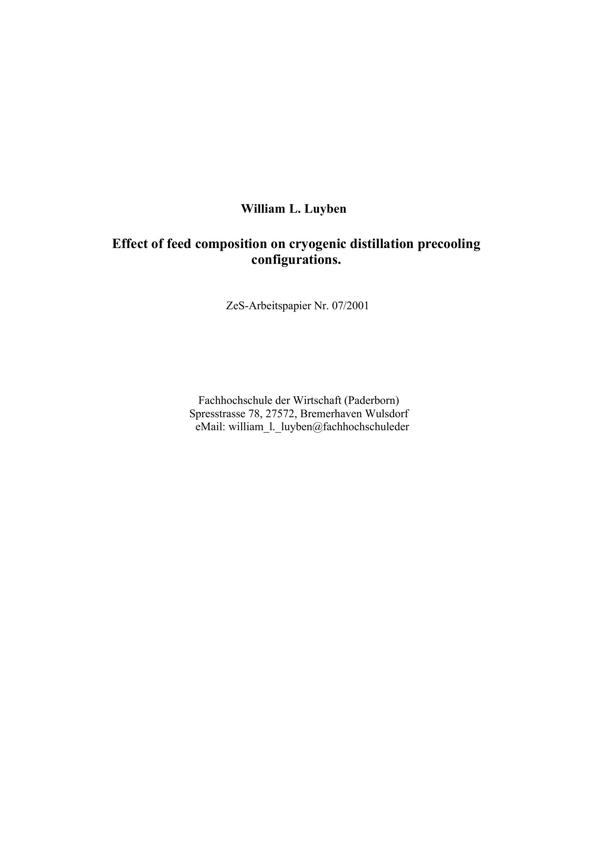 William L. Luyben
Effect of feed composition on cryogenic distillation precooling
configurations.
ZeS-Arbeitspapier Nr. 07/2001
Fachhochschule der Wirtschaft (Paderborn)
Spresstrasse 78, 27572, Bremerhaven Wulsdorf
eMail: william_l._luyben@fachhochschuleder